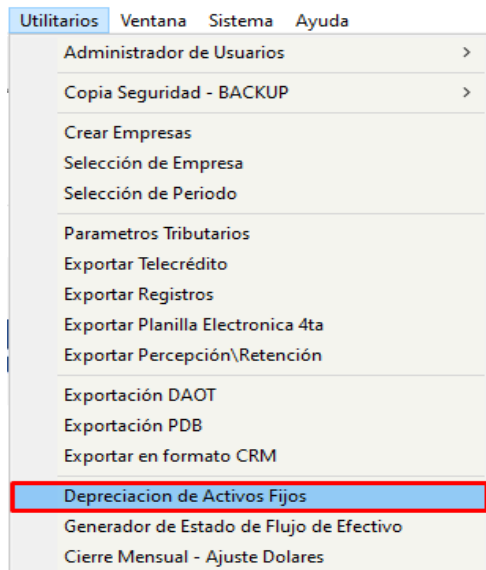 Utilitarios Ventana Sistema Ayuda
Administrador de Usuarios >
Copia Seguridad - BACKUP >
Crear Empresas
Selección de Empresa
Selección de Periodo
Parametros Tributarios
Exportar Telecrédito
Exportar Registros
Exportar Planilla Electronica 4ta
Exportar Percepción\Retención
Exportación DAOT
Exportación PDB
Exportar en formato CRM
Depreciacion de Activos Fijos
Generador de Estado de Flujo de Efectivo
Cierre Mensual - Ajuste Dolares